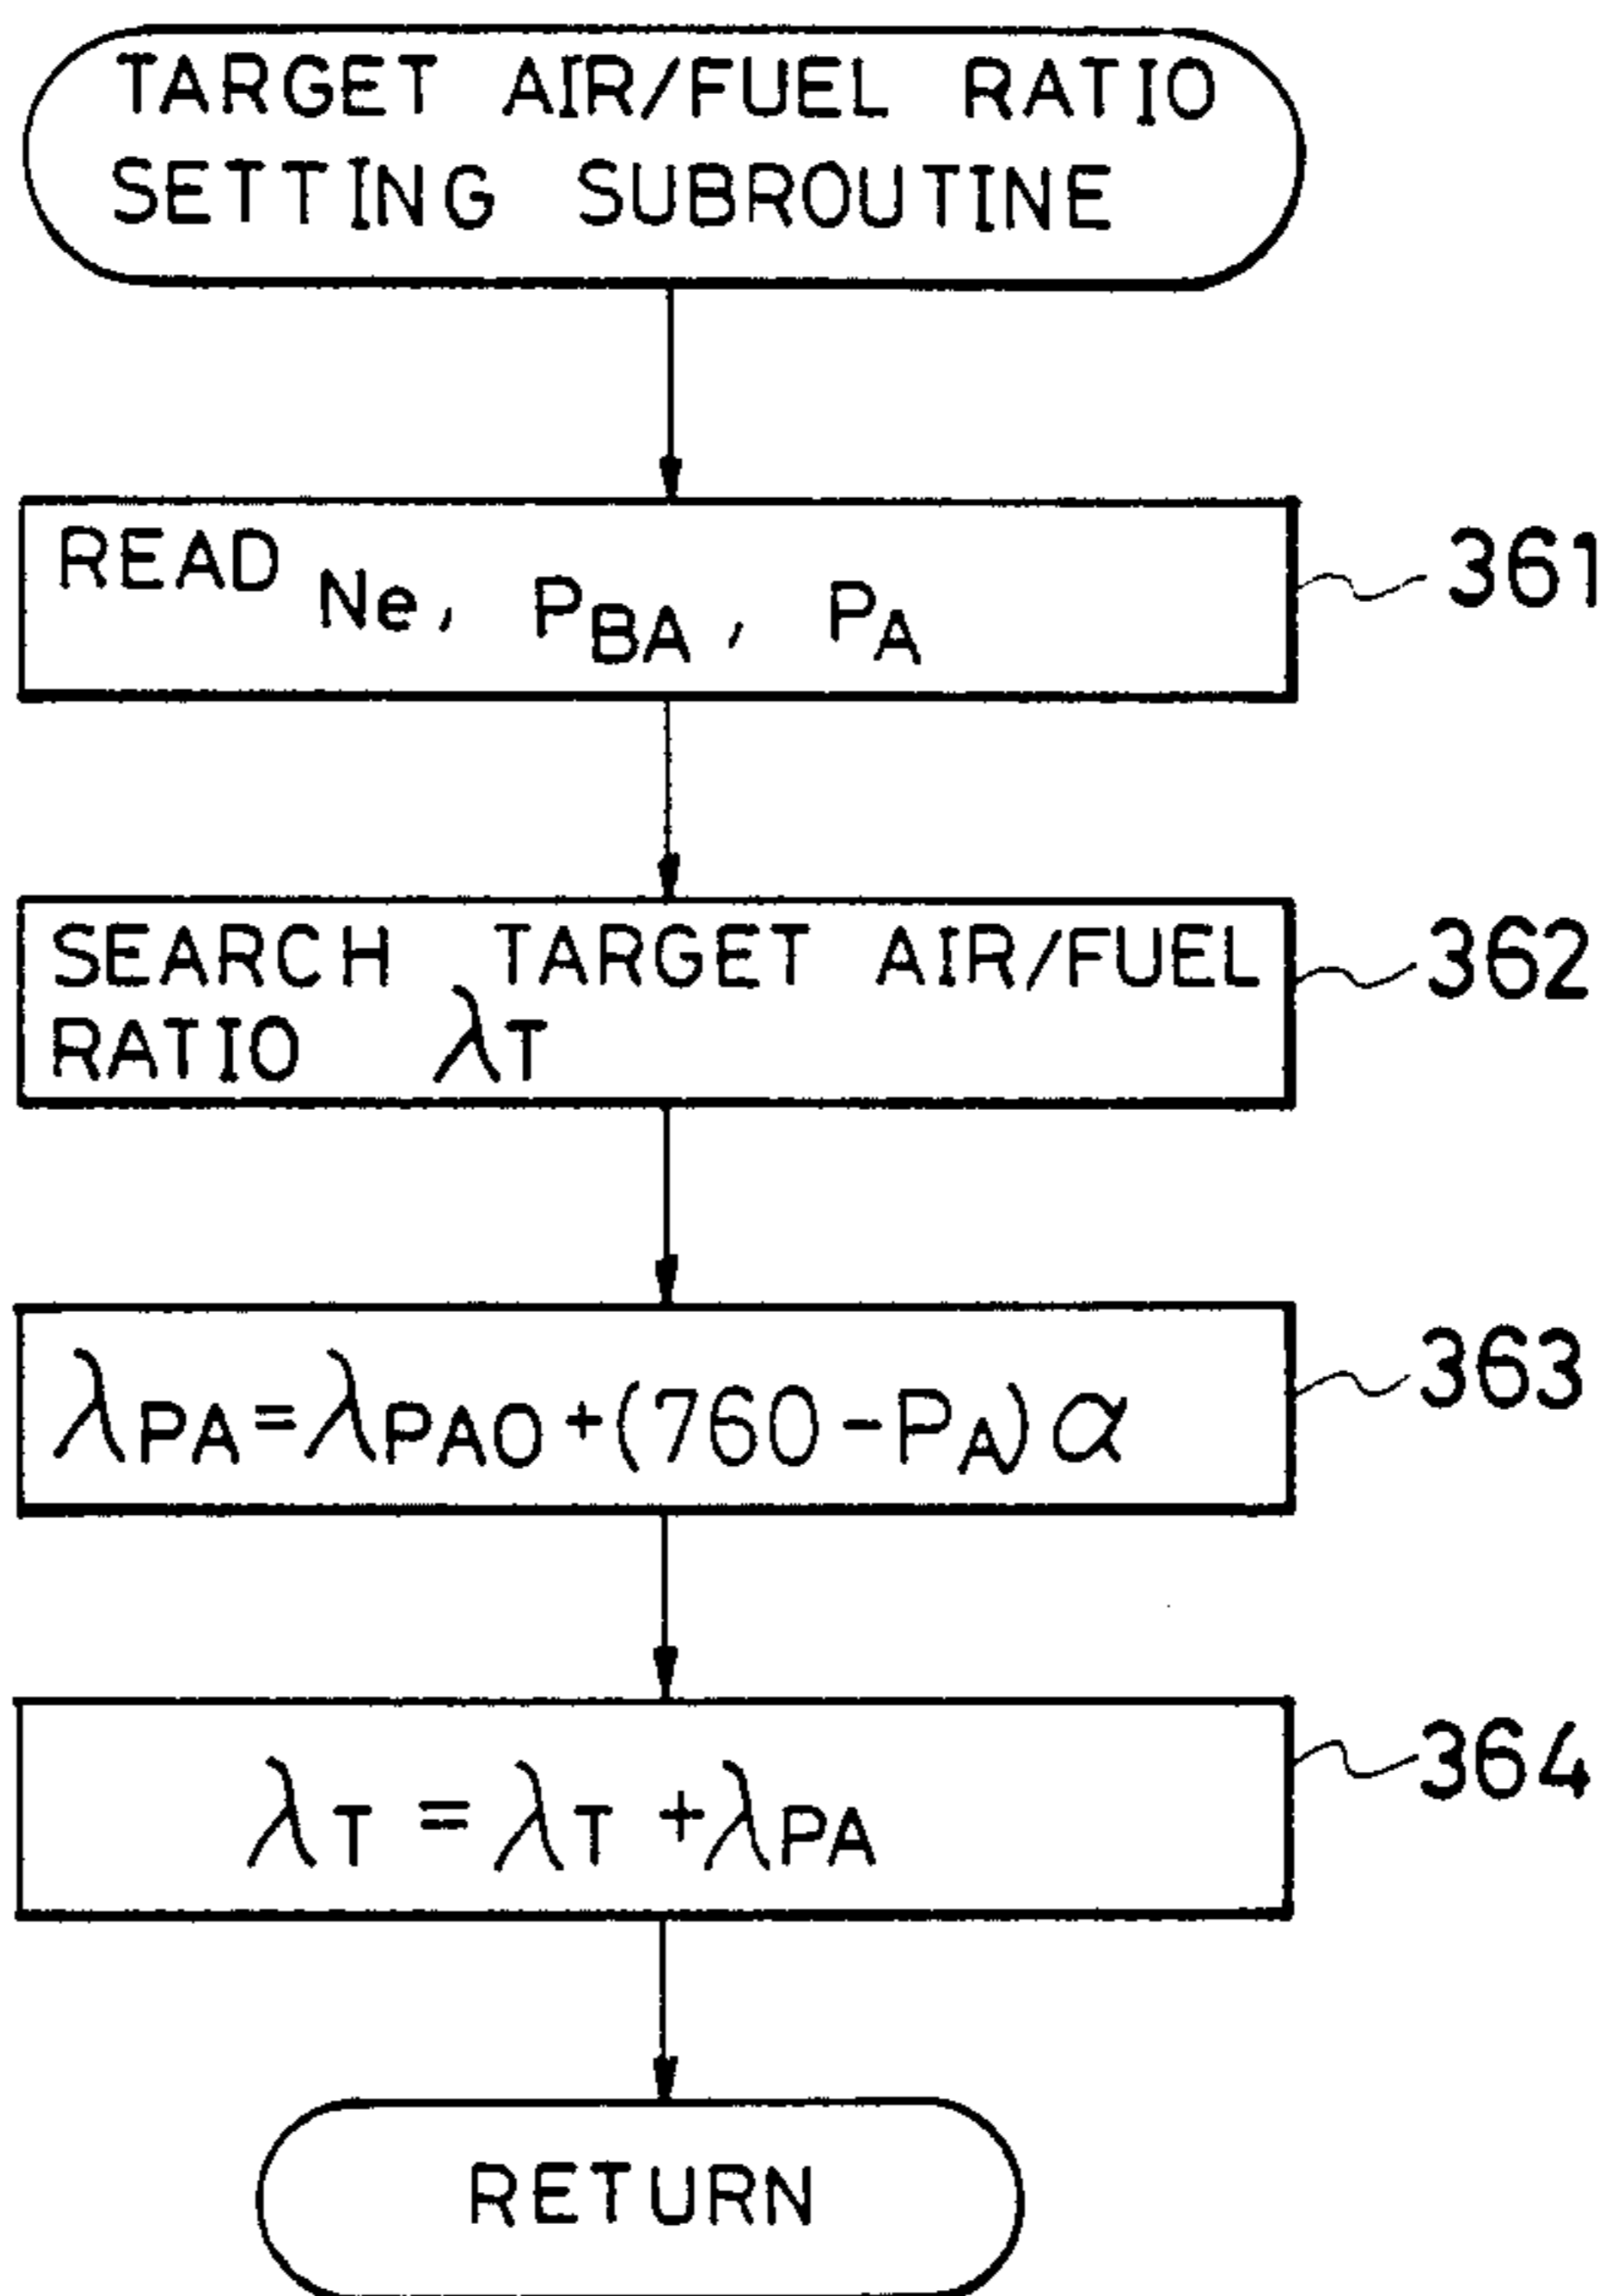 TARGET AIR/FUEL RATIO
SETTING SUBROUTINE
READ Ne, PBA, PA
361
SEARCH TARGET AIR/FUEL
RATIO λT
362
λPA=λPAO+(760-PA)α
363
λT=λT+λPA
364
RETURN